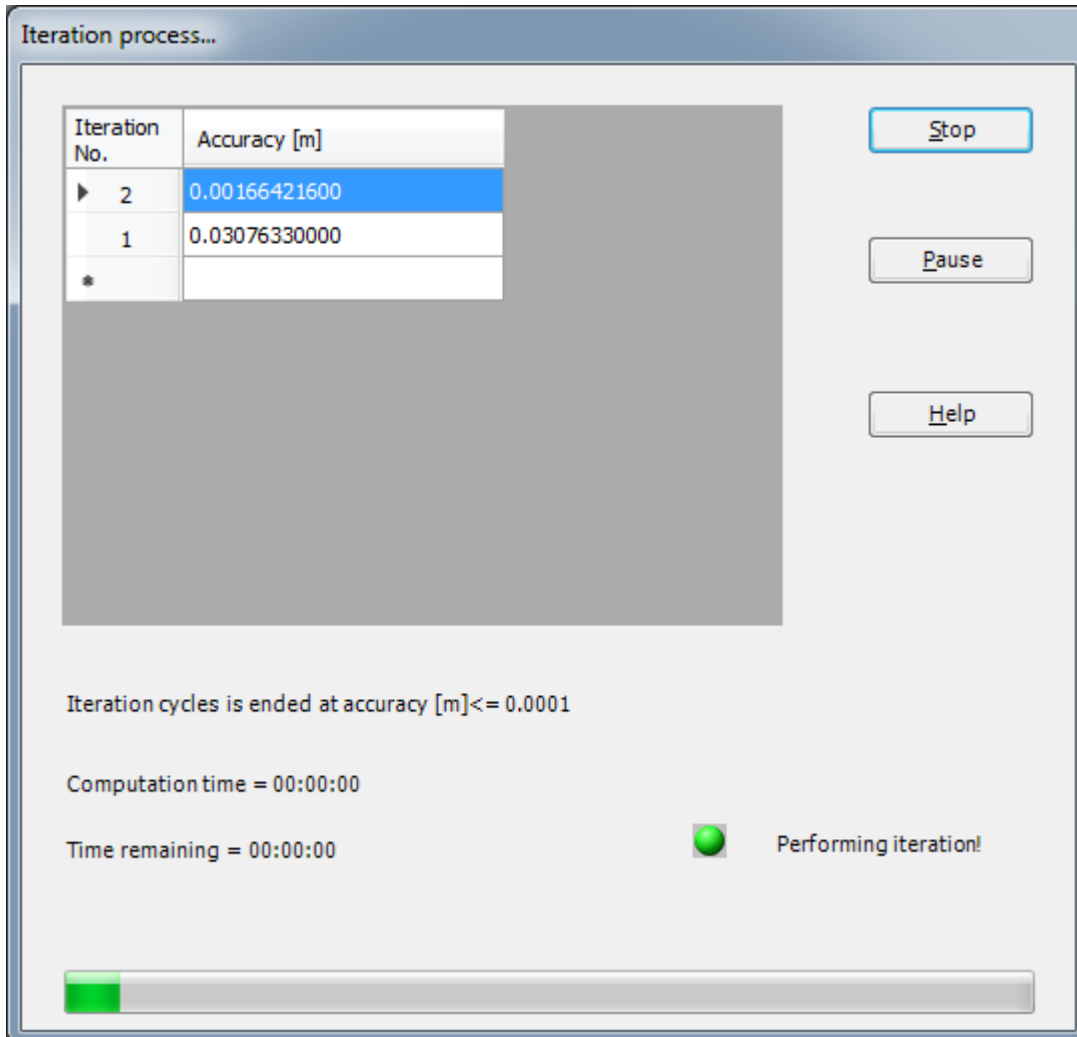 Iteration process...
Iteration
No.
Accuracy [m]
2 0.00166421600
1 0.03076330000
*
Stop
Pause
Help
Iteration cycles is ended at accuracy [m]<= 0.0001
Computation time = 00:00:00
Time remaining = 00:00:00
Performing iteration!